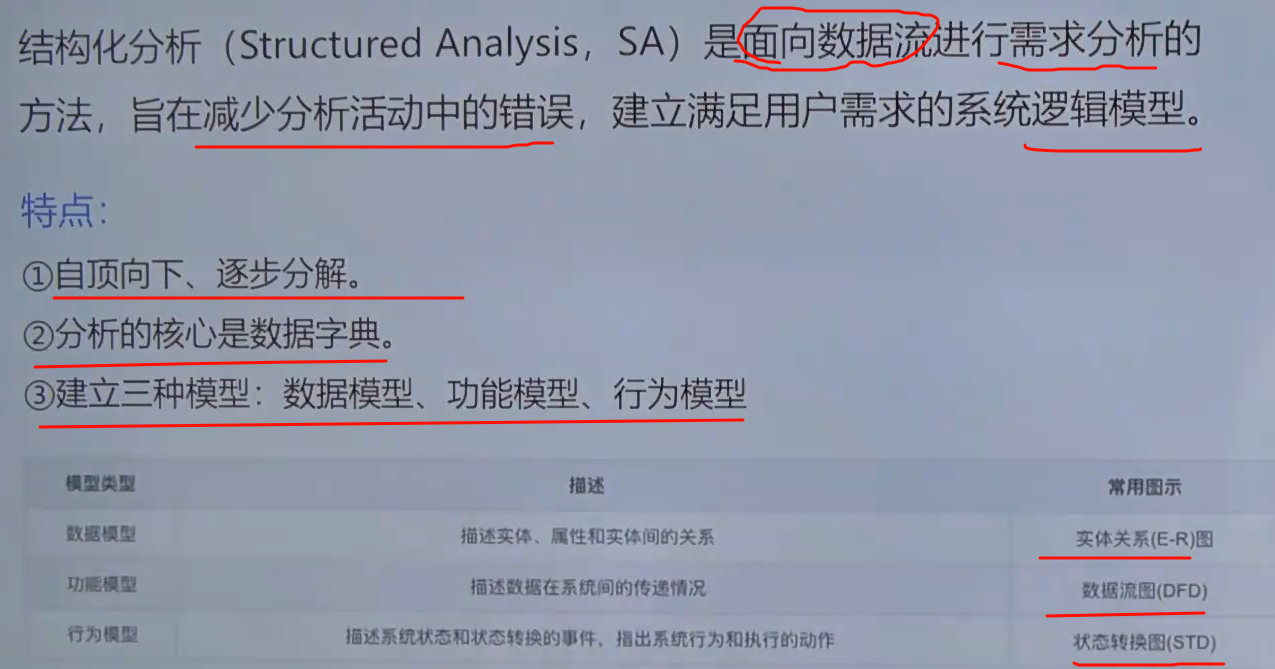 结构化分析（Structured Analysis，SA）是面向数据流进行需求分析的
方法，旨在减少分析活动中的错误，建立满足用户需求的系统逻辑模型。
特点：
①自顶向下、逐步分解。
②分析的核心是数据字典。
③建立三种模型：数据模型、功能模型、行为模型
模型类型 描述 常用图示
数据模型 描述实体、属性和实体间的关系 实体关系(E-R)图
功能模型 描述数据在系统间的传递情况 数据流图(DFD)
行为模型 描述系统状态和状态转换的事件，指出系统行为和执行的动作 状态转换图(STD)